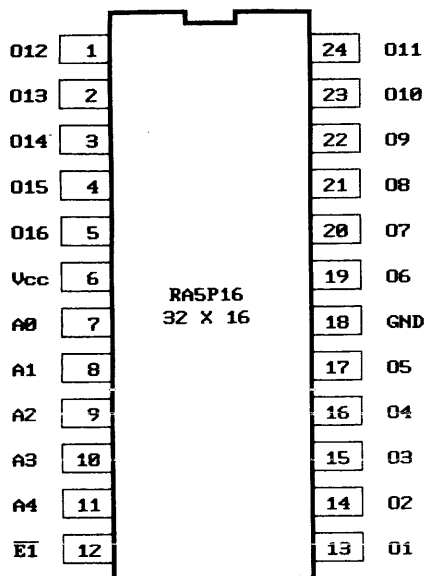 O12 1 24 O11
O13 2 23 O10
O14 3 22 O9
O15 4 21 O8
O16 5 20 O7
Vcc 6 19 O6
RA5P16
A0 7 32 X 16 18 GND
A1 8 17 O5
A2 9 16 O4
A3 10 15 O3
A4 11 14 O2
E1 12 13 O1